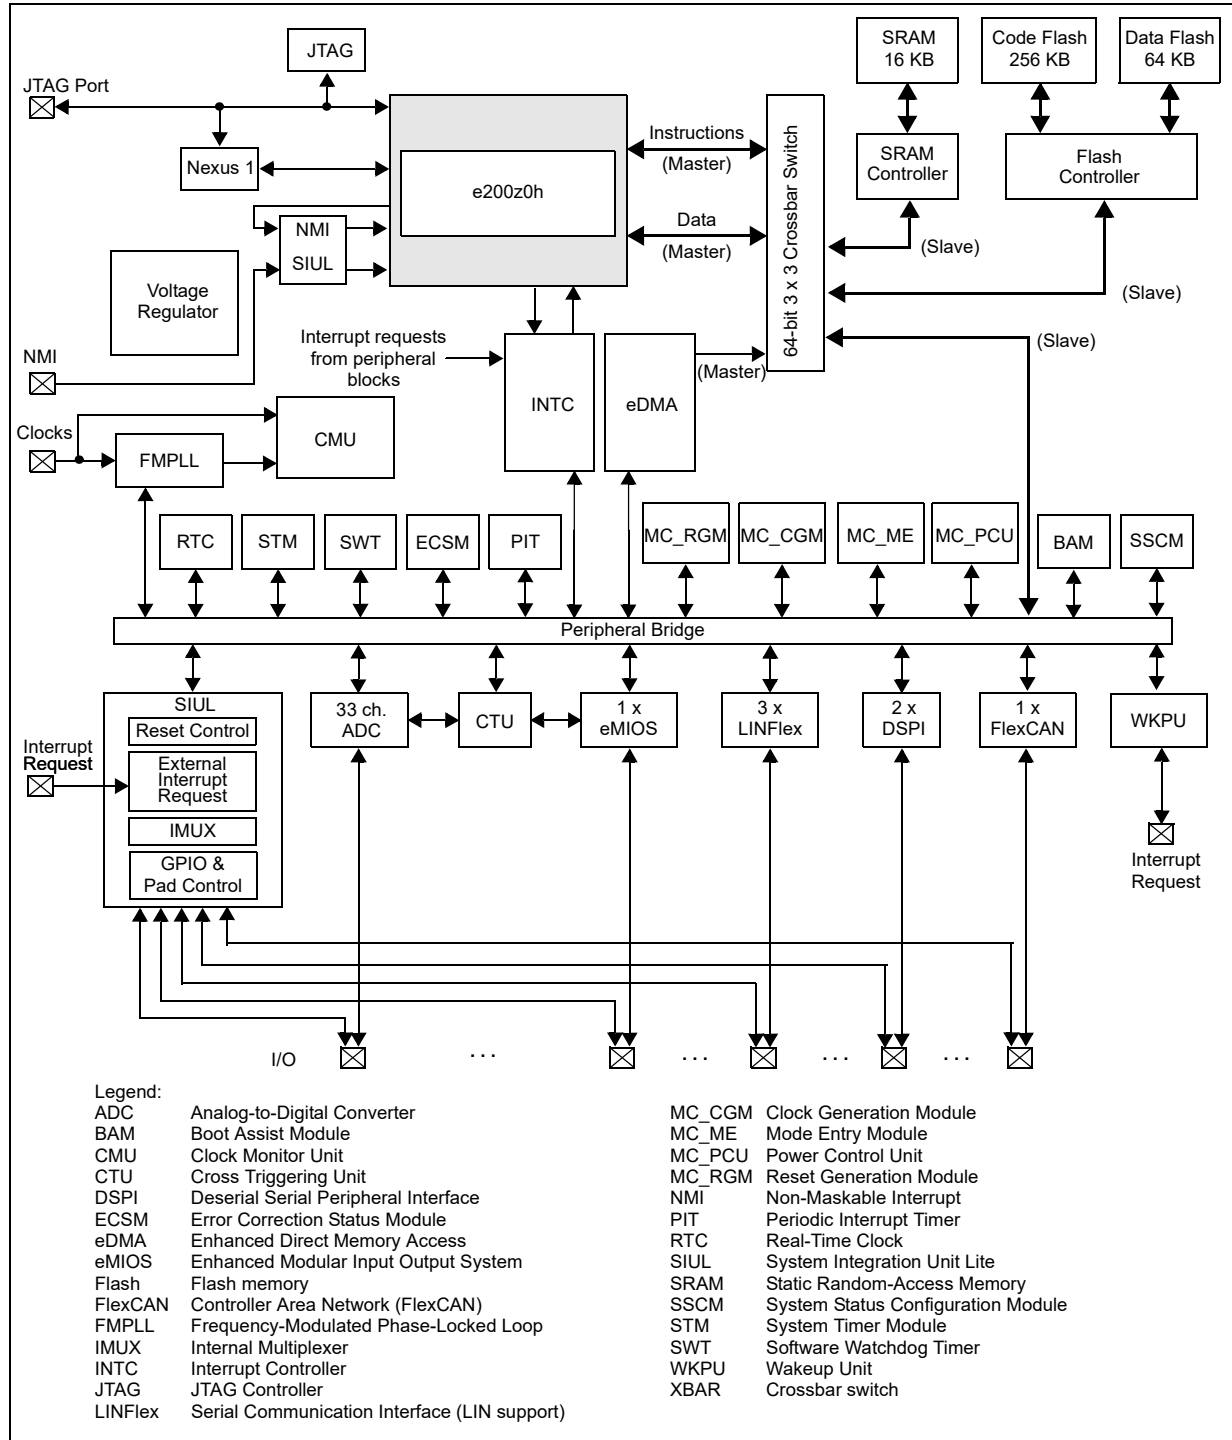 JTAG
SRAM
16 KB
Code Flash
256 KB
Data Flash
64 KB
JTAG Port
Nexus 1
e200z0h
Instructions
(Master)
Data
(Master)
64-bit 3 x 3 Crossbar Switch
SRAM
Controller
Flash
Controller
(Slave)
(Slave)
(Slave)
NMI
SIUL
Voltage
Regulator
NMI
Interrupt requests
from peripheral
blocks
INTC
eDMA
(Master)
Clocks
FMPLL
CMU
RTC
STM
SWT
ECSM
PIT
MC_RGM
MC_CGM
MC_ME
MC_PCU
BAM
SSCM
Peripheral Bridge
SIUL
Reset Control
External
Interrupt
Request
IMUX
GPIO &
Pad Control
Interrupt
Request
33 ch.
ADC
CTU
1 x
eMIOS
3 x
LINFlex
2 x
DSPI
1 x
FlexCAN
WKPU
Interrupt
Request
I/O ... ... ... ...
Legend:
ADC Analog-to-Digital Converter
BAM Boot Assist Module
CMU Clock Monitor Unit
CTU Cross Triggering Unit
DSPI Deserial Serial Peripheral Interface
ECSM Error Correction Status Module
eDMA Enhanced Direct Memory Access
eMIOS Enhanced Modular Input Output System
Flash Flash memory
FlexCAN Controller Area Network (FlexCAN)
FMPLL Frequency-Modulated Phase-Locked Loop
IMUX Internal Multiplexer
INTC Interrupt Controller
JTAG JTAG Controller
LINFlex Serial Communication Interface (LIN support)
MC_CGM Clock Generation Module
MC_ME Mode Entry Module
MC_PCU Power Control Unit
MC_RGM Reset Generation Module
NMI Non-Maskable Interrupt
PIT Periodic Interrupt Timer
RTC Real-Time Clock
SIUL System Integration Unit Lite
SRAM Static Random-Access Memory
SSCM System Status Configuration Module
STM System Timer Module
SWT Software Watchdog Timer
WKPU Wakeup Unit
XBAR Crossbar switch